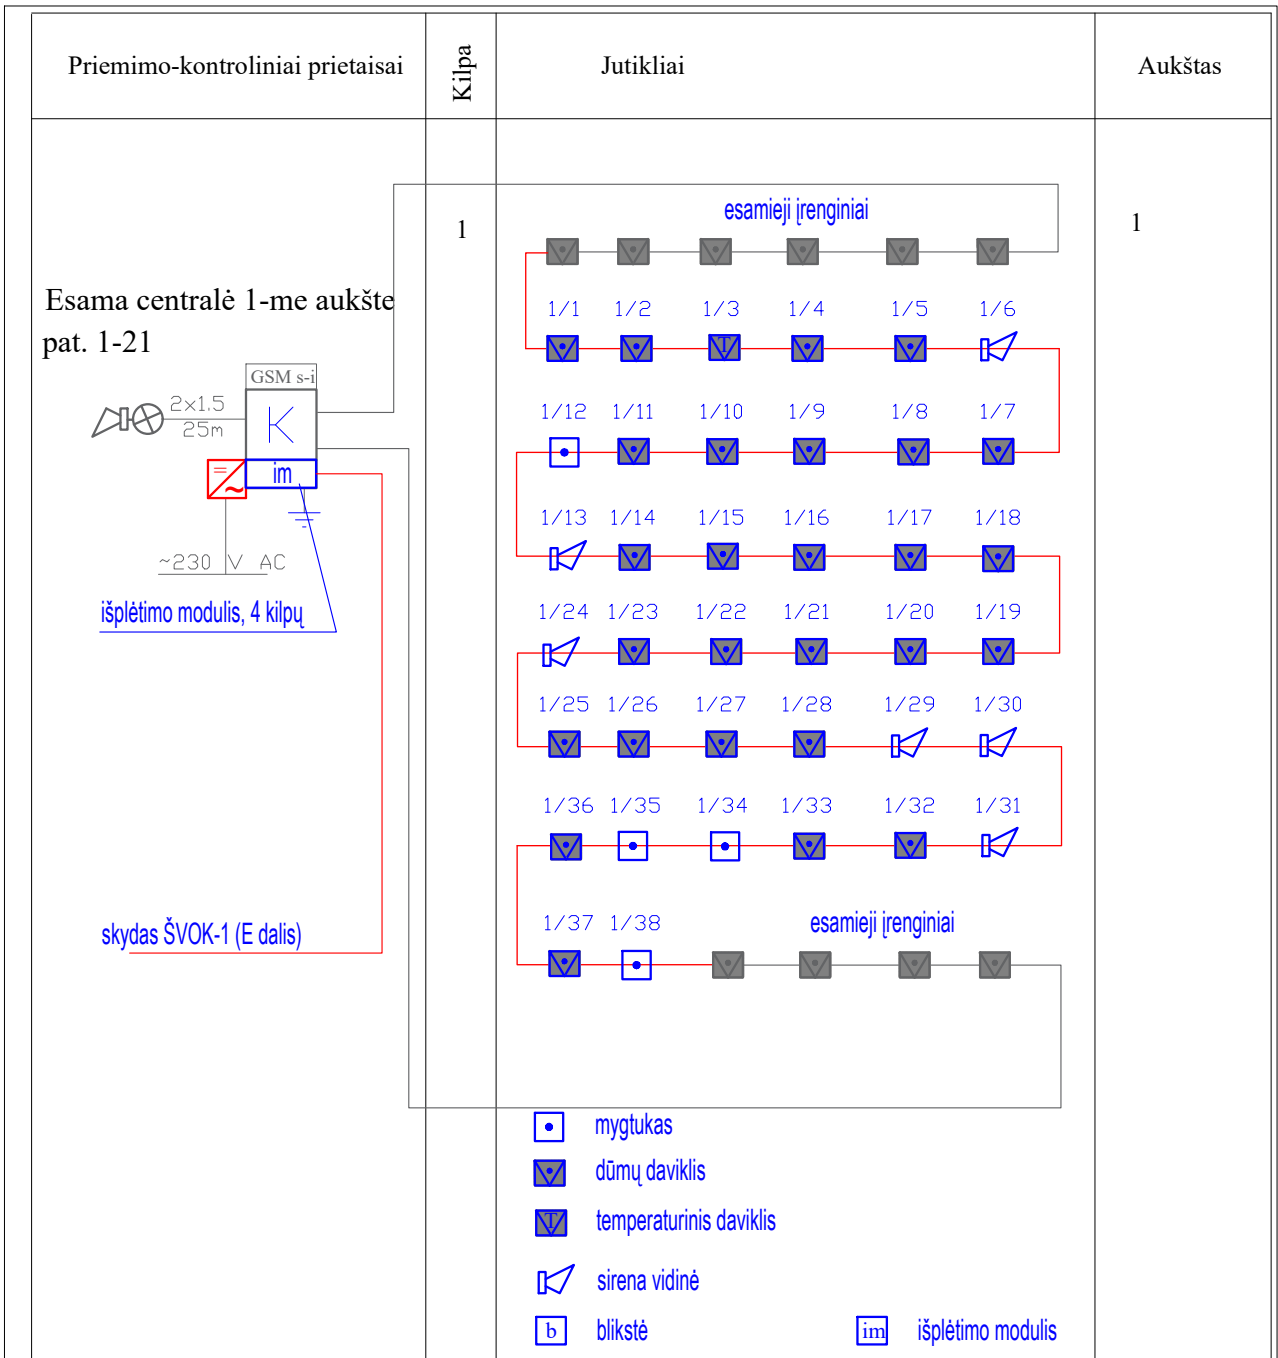 Priemimo-kontroliniai prietaisai
Kilpa
Jutikliai
Aukštas
esamieji įrenginiai
1
1
Esama centralė 1-me aukšte
pat. 1-21
1/1 1/2 1/3 1/4 1/5 1/6
T
GSM s-i
2x1.5
25m
K
im
~230 V AC
išplėtimo modulis, 4 kilpų
1/12 1/11 1/10 1/9 1/8 1/7
1/13 1/14 1/15 1/16 1/17 1/18
1/24 1/23 1/22 1/21 1/20 1/19
1/25 1/26 1/27 1/28 1/29 1/30
1/36 1/35 1/34 1/33 1/32 1/31
skydas ŠVOK-1 (E dalis)
1/37 1/38
esamieji įrenginiai
mygtukas
dūmų daviklis
T temperaturinis daviklis
sirena vidinė
b blikstė
im išplėtimo modulis